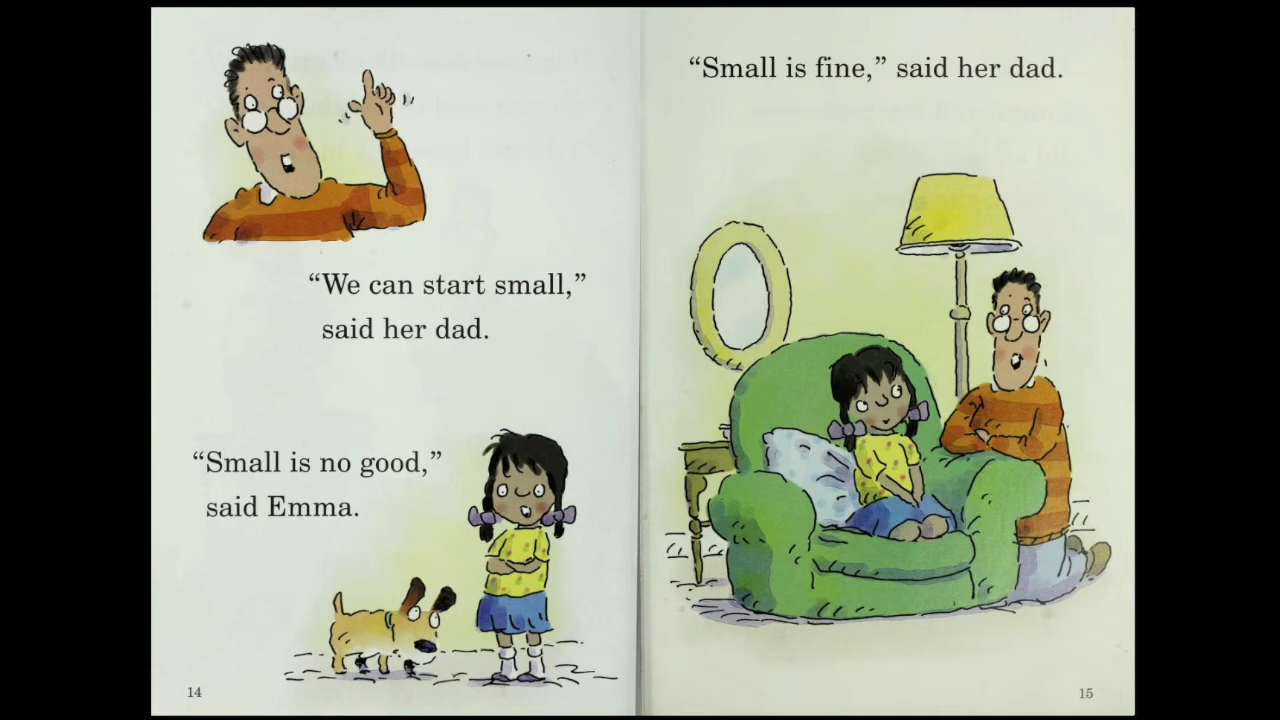 “We can start small,”
said her dad.
“Small is no good,”
said Emma.
14
“Small is fine,” said her dad.
15